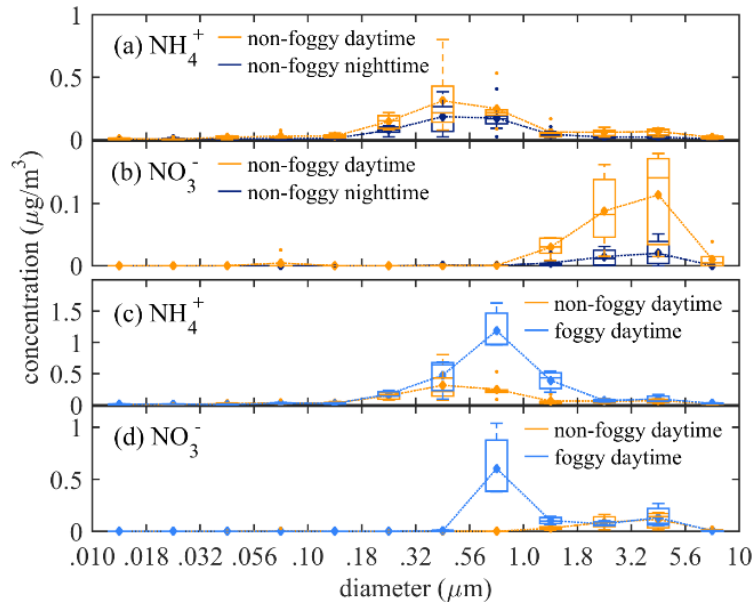 (a) NH₄⁺
non-foggy daytime
non-foggy nighttime
1
0.5
0
(b) NO₃⁻
non-foggy daytime
non-foggy nighttime
0.1
0
(c) NH₄⁺
non-foggy daytime
foggy daytime
1.5
1
0.5
0
(d) NO₃⁻
non-foggy daytime
foggy daytime
1
0.5
0
concentration (μg/m³)
.010 .018 .032 .056 .10 .18 .32 .56 1.0 1.8 3.2 5.6 10
diameter (μm)